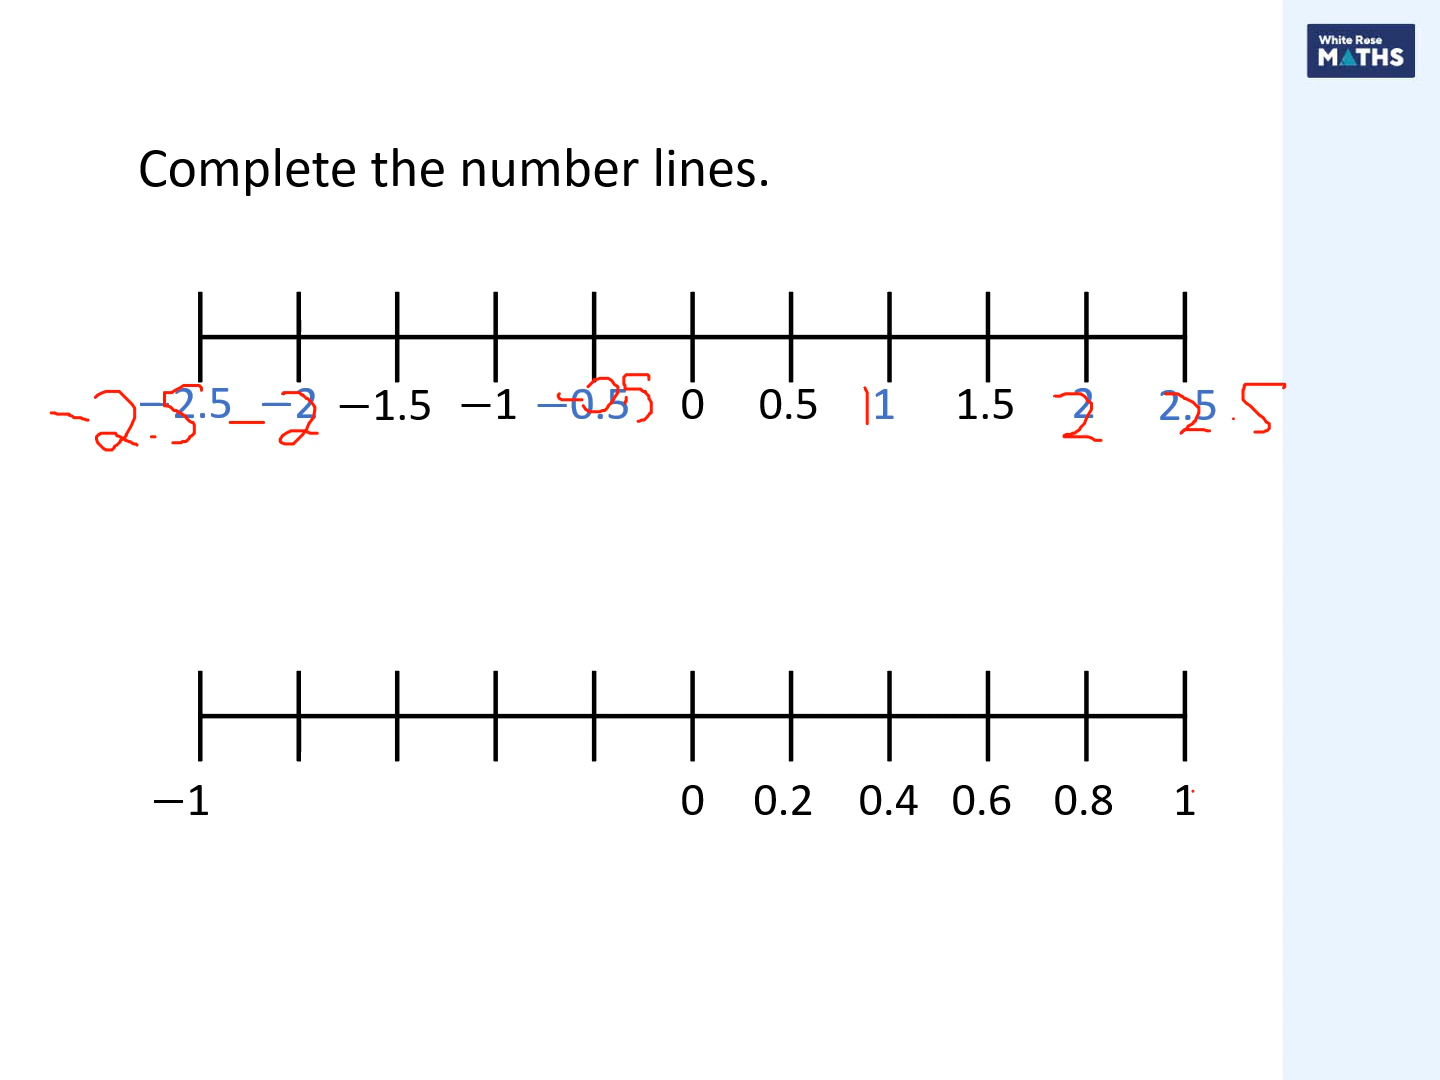 White Rose
MATHS
Complete the number lines.
−2.5 −2 −1.5 −1 −0.5 0 0.5 1 1.5 2 2.5
-2.5 -2 -0.5 1 2 2.5
−1 0 0.2 0.4 0.6 0.8 1